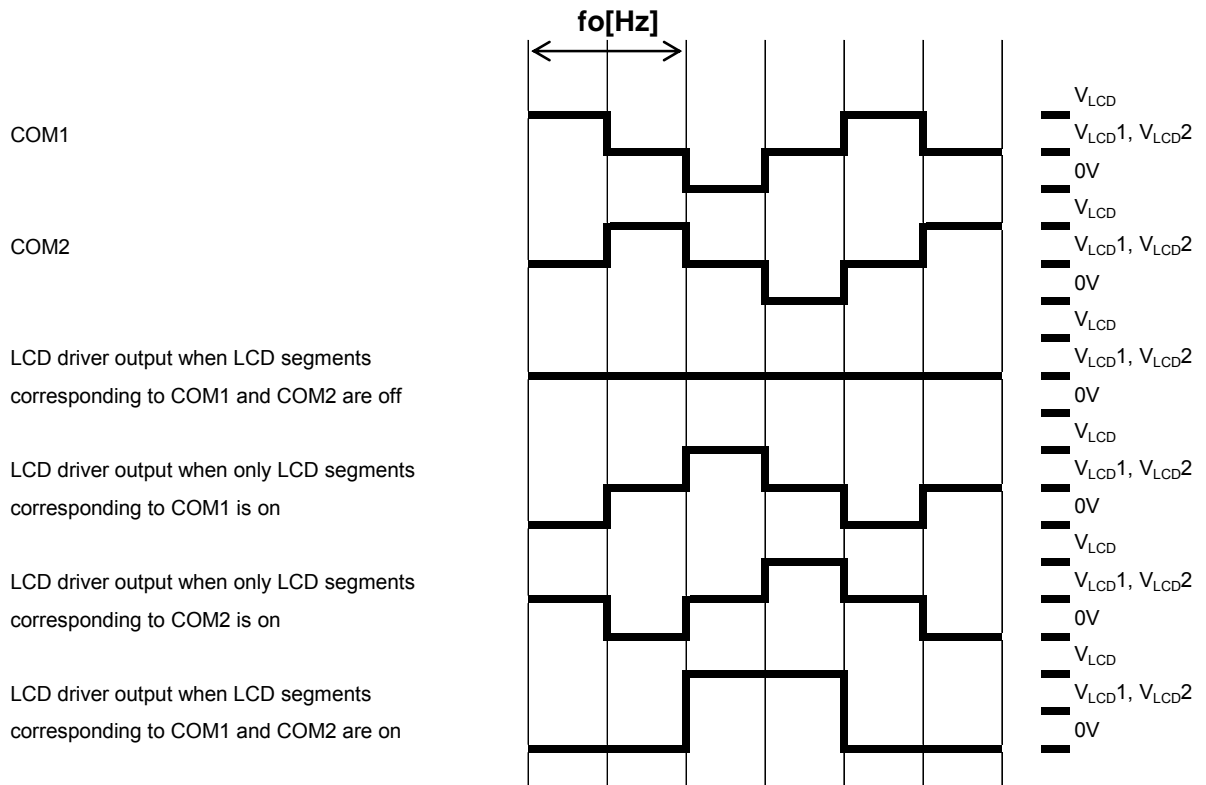 fo[Hz]
COM1
VLCD
VLCD1, VLCD2
0V
COM2
VLCD
VLCD1, VLCD2
0V
LCD driver output when LCD segments
corresponding to COM1 and COM2 are off
VLCD
VLCD1, VLCD2
0V
LCD driver output when only LCD segments
corresponding to COM1 is on
VLCD
VLCD1, VLCD2
0V
LCD driver output when only LCD segments
corresponding to COM2 is on
VLCD
VLCD1, VLCD2
0V
LCD driver output when LCD segments
corresponding to COM1 and COM2 are on
VLCD
VLCD1, VLCD2
0V